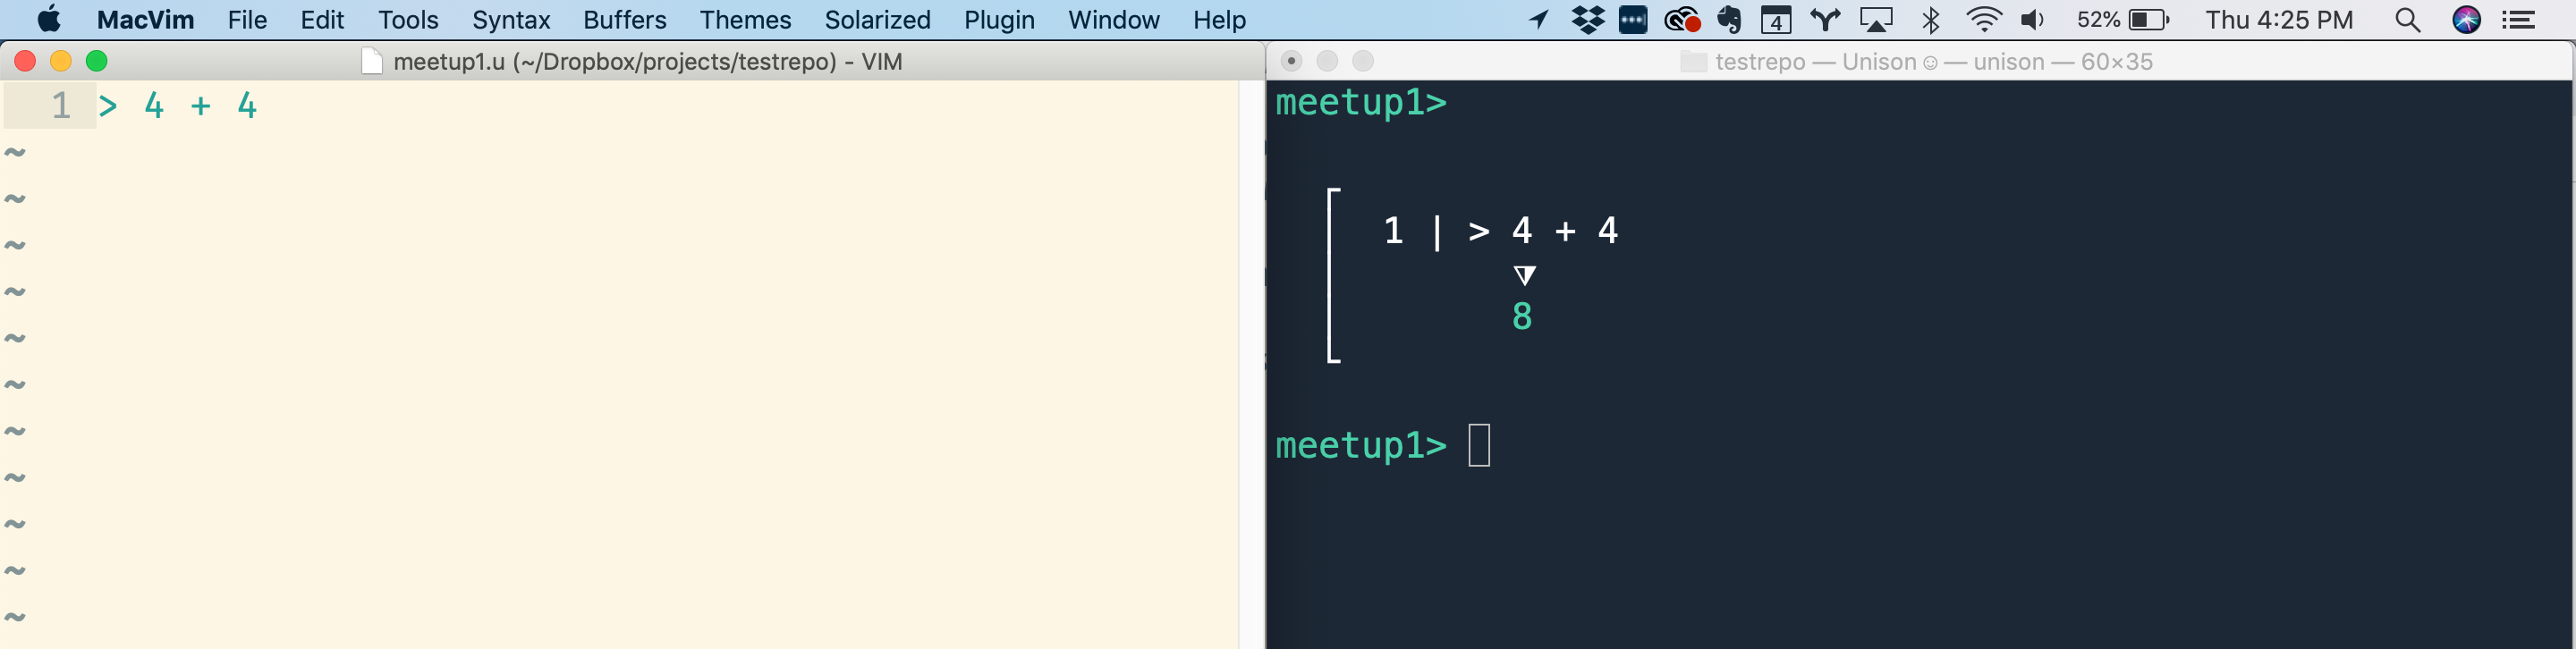 MacVim File Edit Tools Syntax Buffers Themes Solarized Plugin Window Help 4 52% Thu 4:25 PM
meetup1.u (~/Dropbox/projects/testrepo) - VIM
testrepo — Unison☺— unison — 60×35
1 > 4 + 4
~
~
~
~
~
~
~
~
~
~
~
meetup1>
1 | > 4 + 4
⧩
8
meetup1>